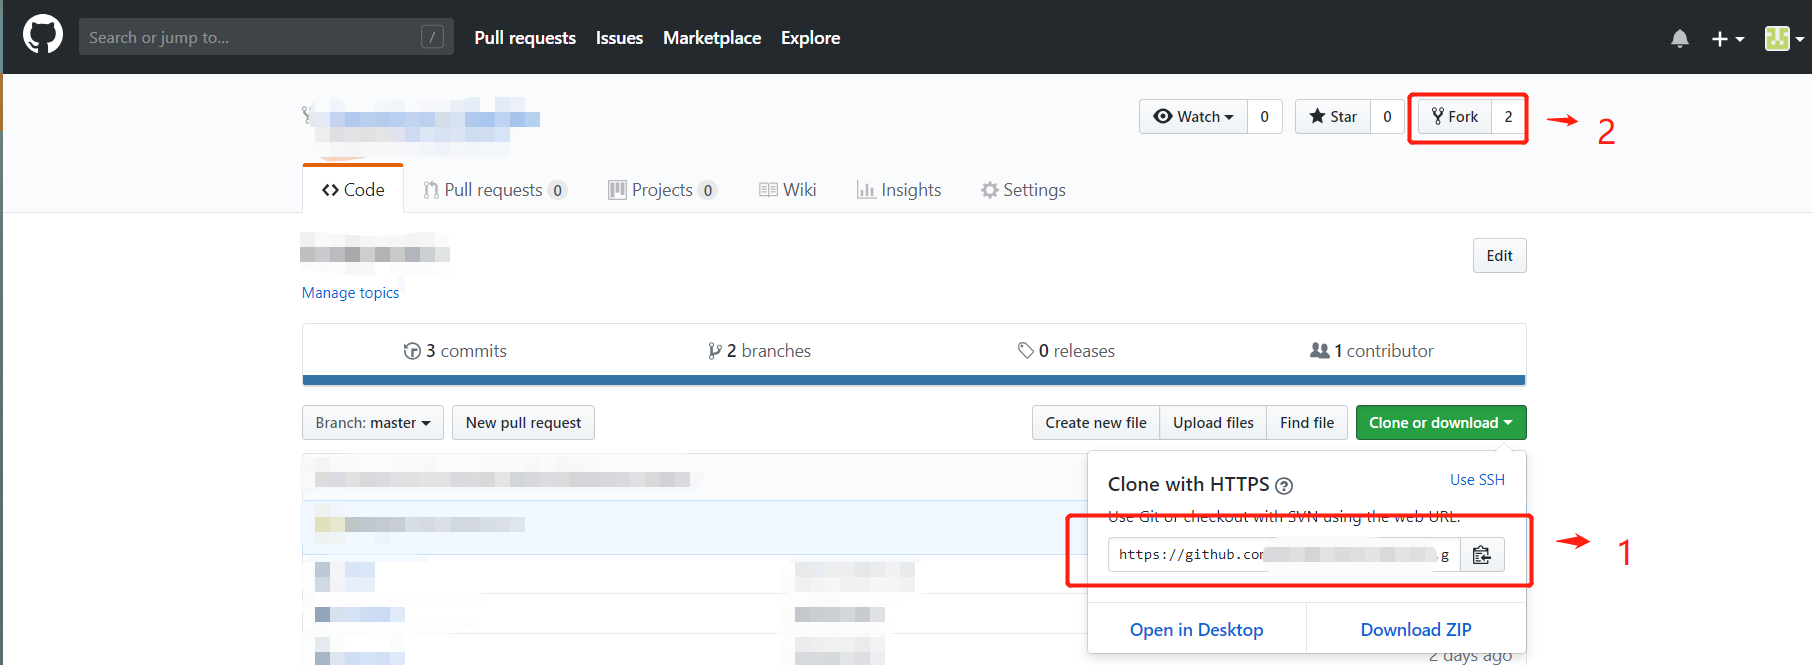 Search or jump to... / Pull requests Issues Marketplace Explore
Watch 0 Star 0 Fork 2 2
Code Pull requests 0 Projects 0 Wiki Insights Settings
Edit
Manage topics
3 commits 2 branches 0 releases 1 contributor
Branch: master New pull request Create new file Upload files Find file Clone or download
Clone with HTTPS ? Use SSH
Use Git or checkout with SVN using the web URL.
https://github.com .g 1
Open in Desktop Download ZIP
2 days ago